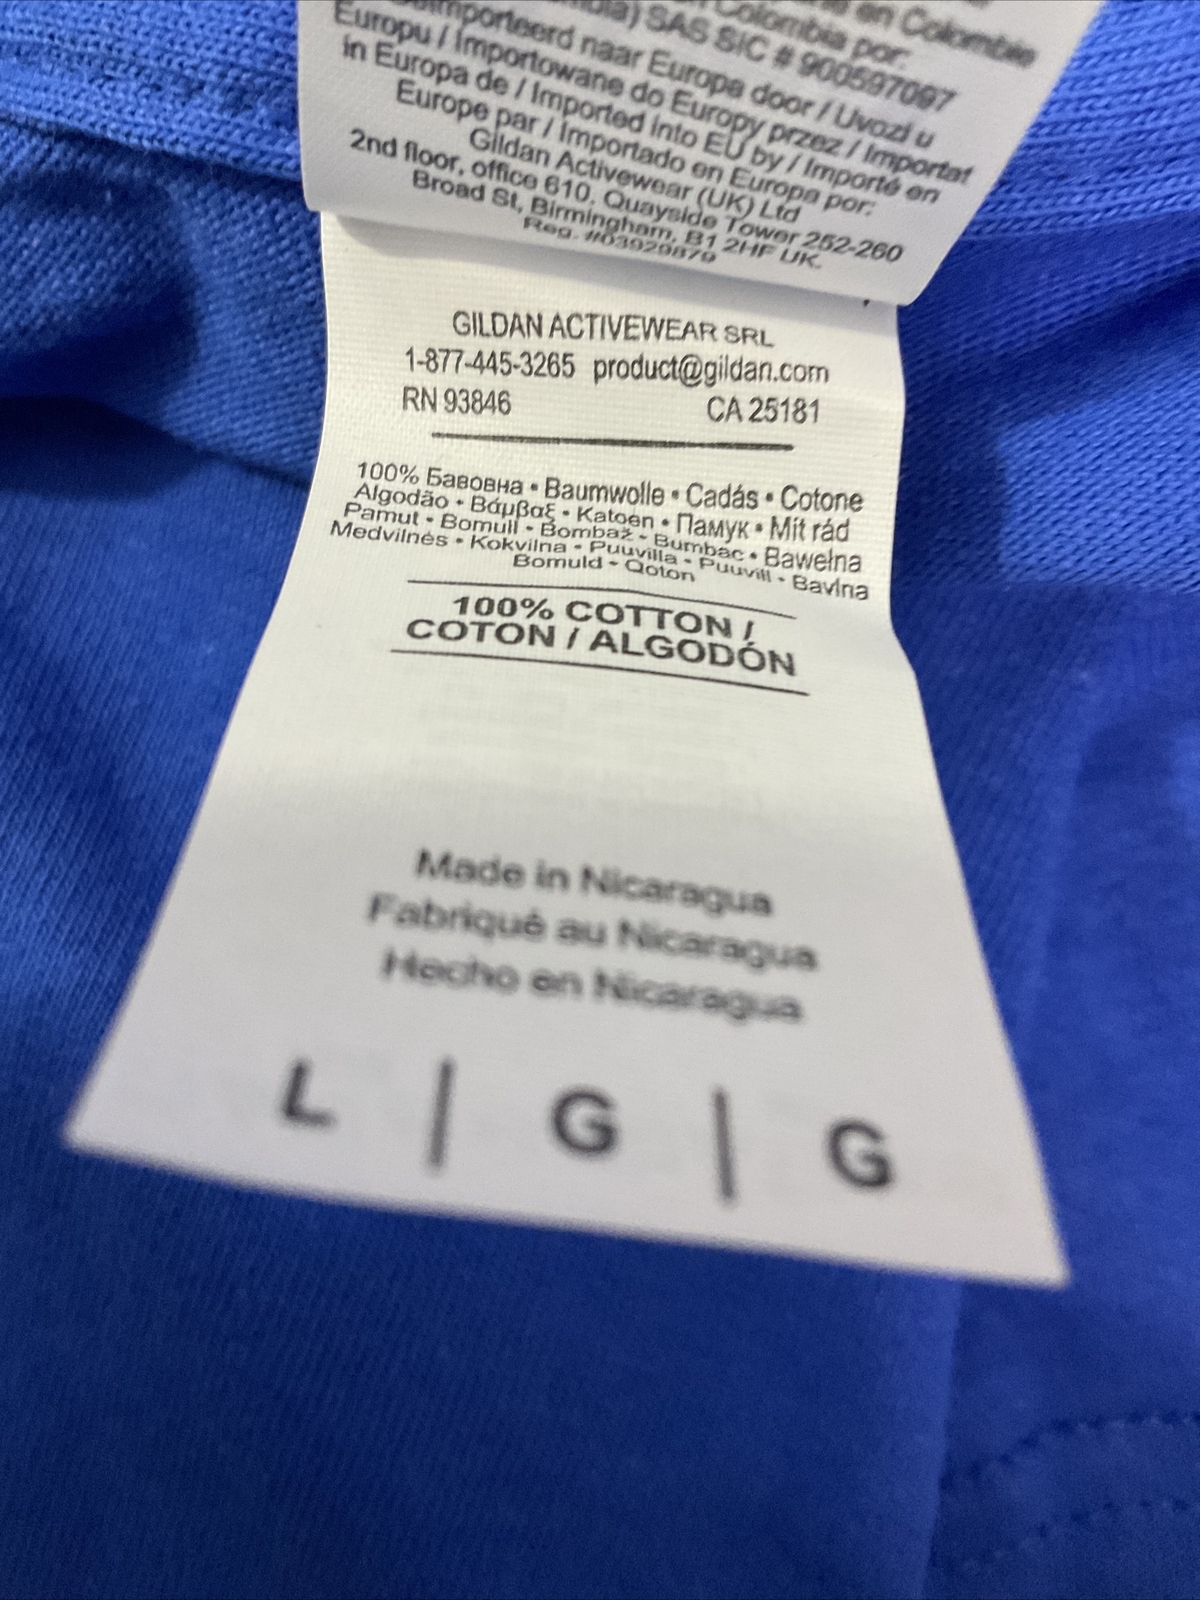 en Colombie
Colombia por:
SAS SIC # 900597097
naar Europa door / Uvozi u
Europu / Importowane do Europy przez / Importat
in Europa de / Imported into EU by / Importé en
Europe par / Importado en Europa por:
Gildan Activewear (UK) Ltd
2nd floor, office 610, Quayside Tower 252-260
Broad St, Birmingham, B1 2HF UK.
Reg. #03929879
GILDAN ACTIVEWEAR SRL
1-877-445-3265 product@gildan.com
RN 93846 CA 25181
100% Бавовна • Baumwolle • Cadás • Cotone
Algodão • Βάμβαξ • Katoen • Памук • Mit rád
Pamut • Bomull • Bombaž • Bumbac • Bawełna
Medvilnės • Kokvilna • Puuvilla • Puuvill • Bavlna
Bomuld • Qoton
100% COTTON /
COTON / ALGODÓN
Made in Nicaragua
Fabriqué au Nicaragua
Hecho en Nicaragua
L | G | G